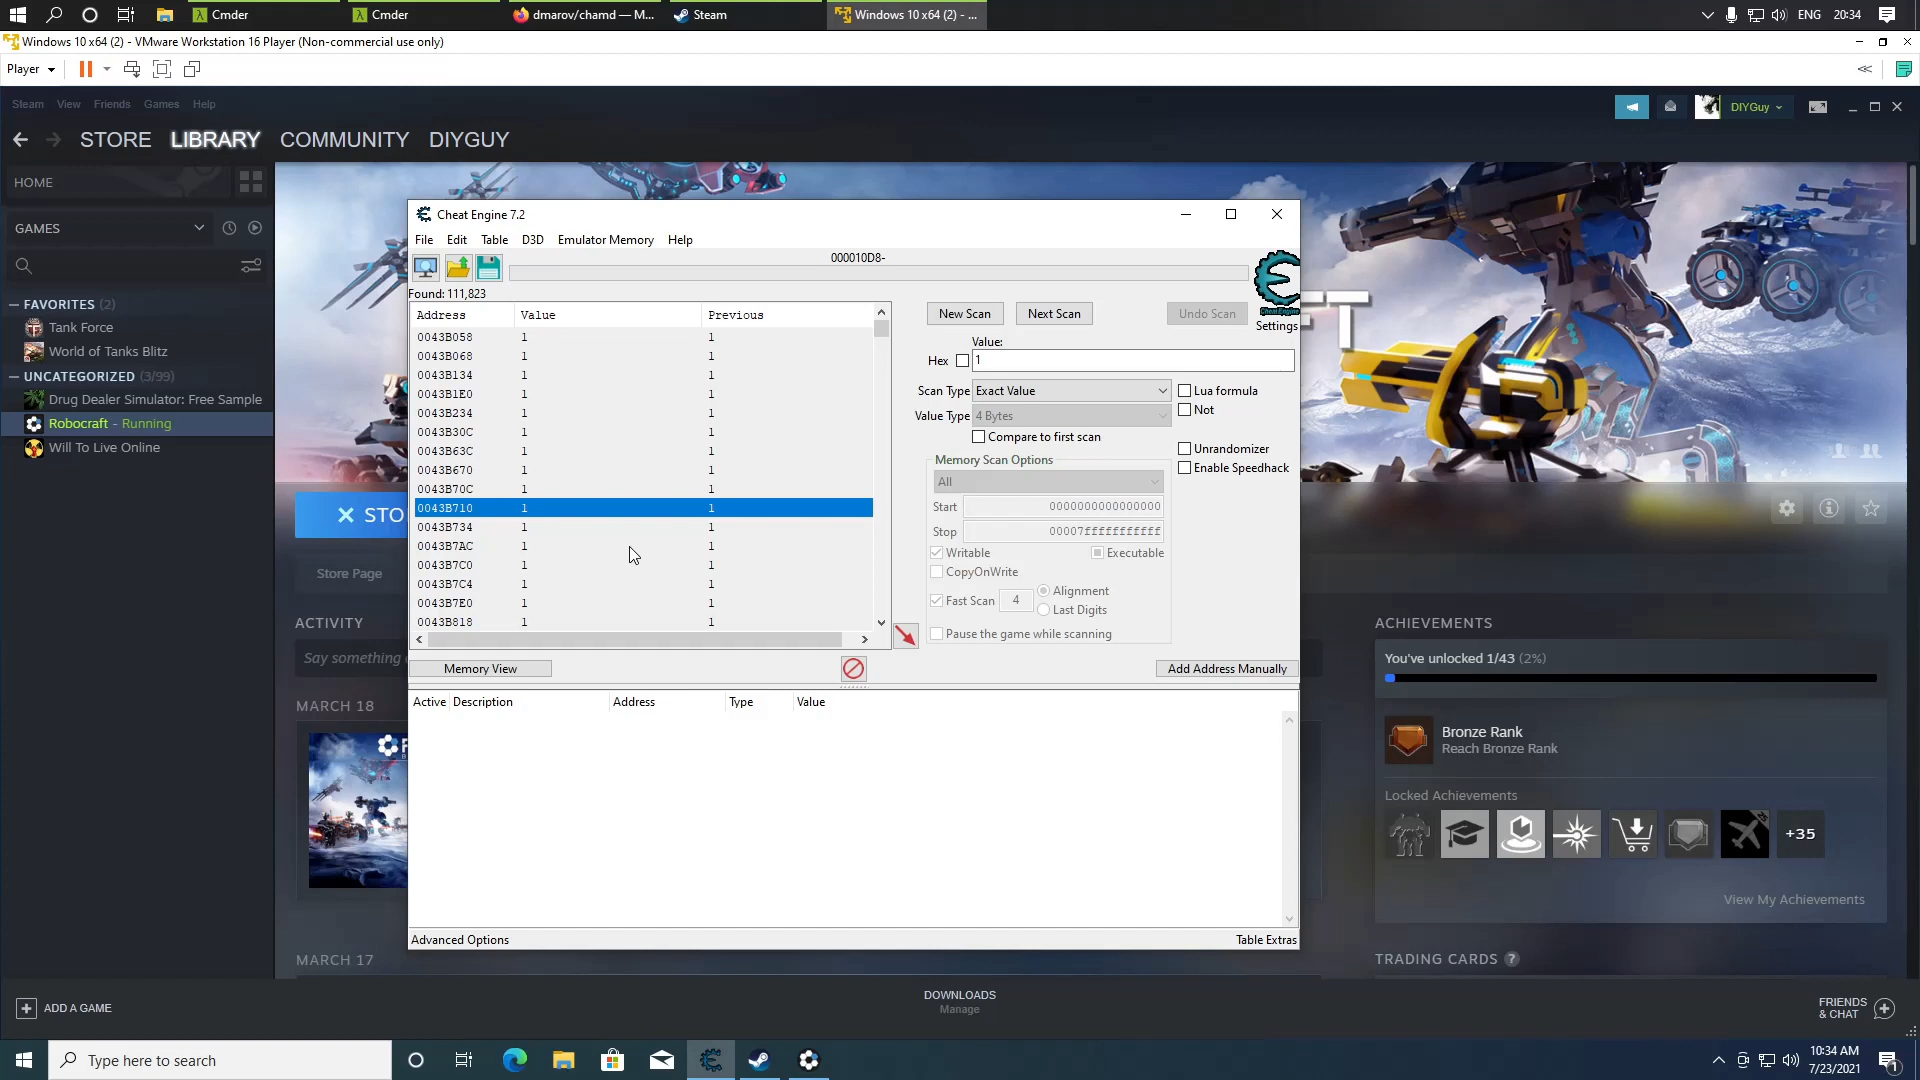 Cmder
Cmder
dmarov/chamd — M...
Steam
Windows 10 x64 (2) - ...
ENG
20:34
Windows 10 x64 (2) - VMware Workstation 16 Player (Non-commercial use only)
Player
Steam
View
Friends
Games
Help
DIYGuy
STORE
LIBRARY
COMMUNITY
DIYGUY
HOME
GAMES
FAVORITES (2)
Tank Force
World of Tanks Blitz
UNCATEGORIZED (3/99)
Drug Dealer Simulator: Free Sample
Robocraft - Running
Will To Live Online
Cheat Engine 7.2
File
Edit
Table
D3D
Emulator Memory
Help
000010D8-
Found: 111,823
Address Value Previous
0043B058 1 1
0043B068 1 1
0043B134 1 1
0043B1E0 1 1
0043B234 1 1
0043B30C 1 1
0043B63C 1 1
0043B670 1 1
0043B70C 1 1
0043B710 1 1
0043B734 1 1
0043B7AC 1 1
0043B7C0 1 1
0043B7C4 1 1
0043B7E0 1 1
0043B818 1 1
Cheat Engine
Settings
New Scan
Next Scan
Undo Scan
Value:
Hex
1
Scan Type
Exact Value
Lua formula
Value Type
4 Bytes
Not
Compare to first scan
Unrandomizer
Memory Scan Options
Enable Speedhack
All
Start
0000000000000000
Stop
00007fffffffffff
Writable
Executable
CopyOnWrite
Fast Scan
4
Alignment
Last Digits
Pause the game while scanning
Memory View
Add Address Manually
Active Description Address Type Value
Advanced Options
Table Extras
STO
Store Page
ACTIVITY
Say something
MARCH 18
MARCH 17
ACHIEVEMENTS
You've unlocked 1/43 (2%)
Bronze Rank
Reach Bronze Rank
Locked Achievements
+35
View My Achievements
TRADING CARDS
?
ADD A GAME
DOWNLOADS
Manage
FRIENDS
& CHAT
Type here to search
10:34 AM
7/23/2021
1